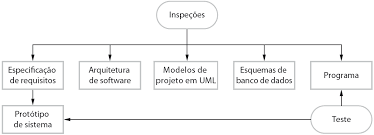 Inspeções
Especificação
de requisitos
Arquitetura
de software
Modelos de
projeto em UML
Esquemas de
banco de dados
Programa
Protótipo
de sistema
Teste